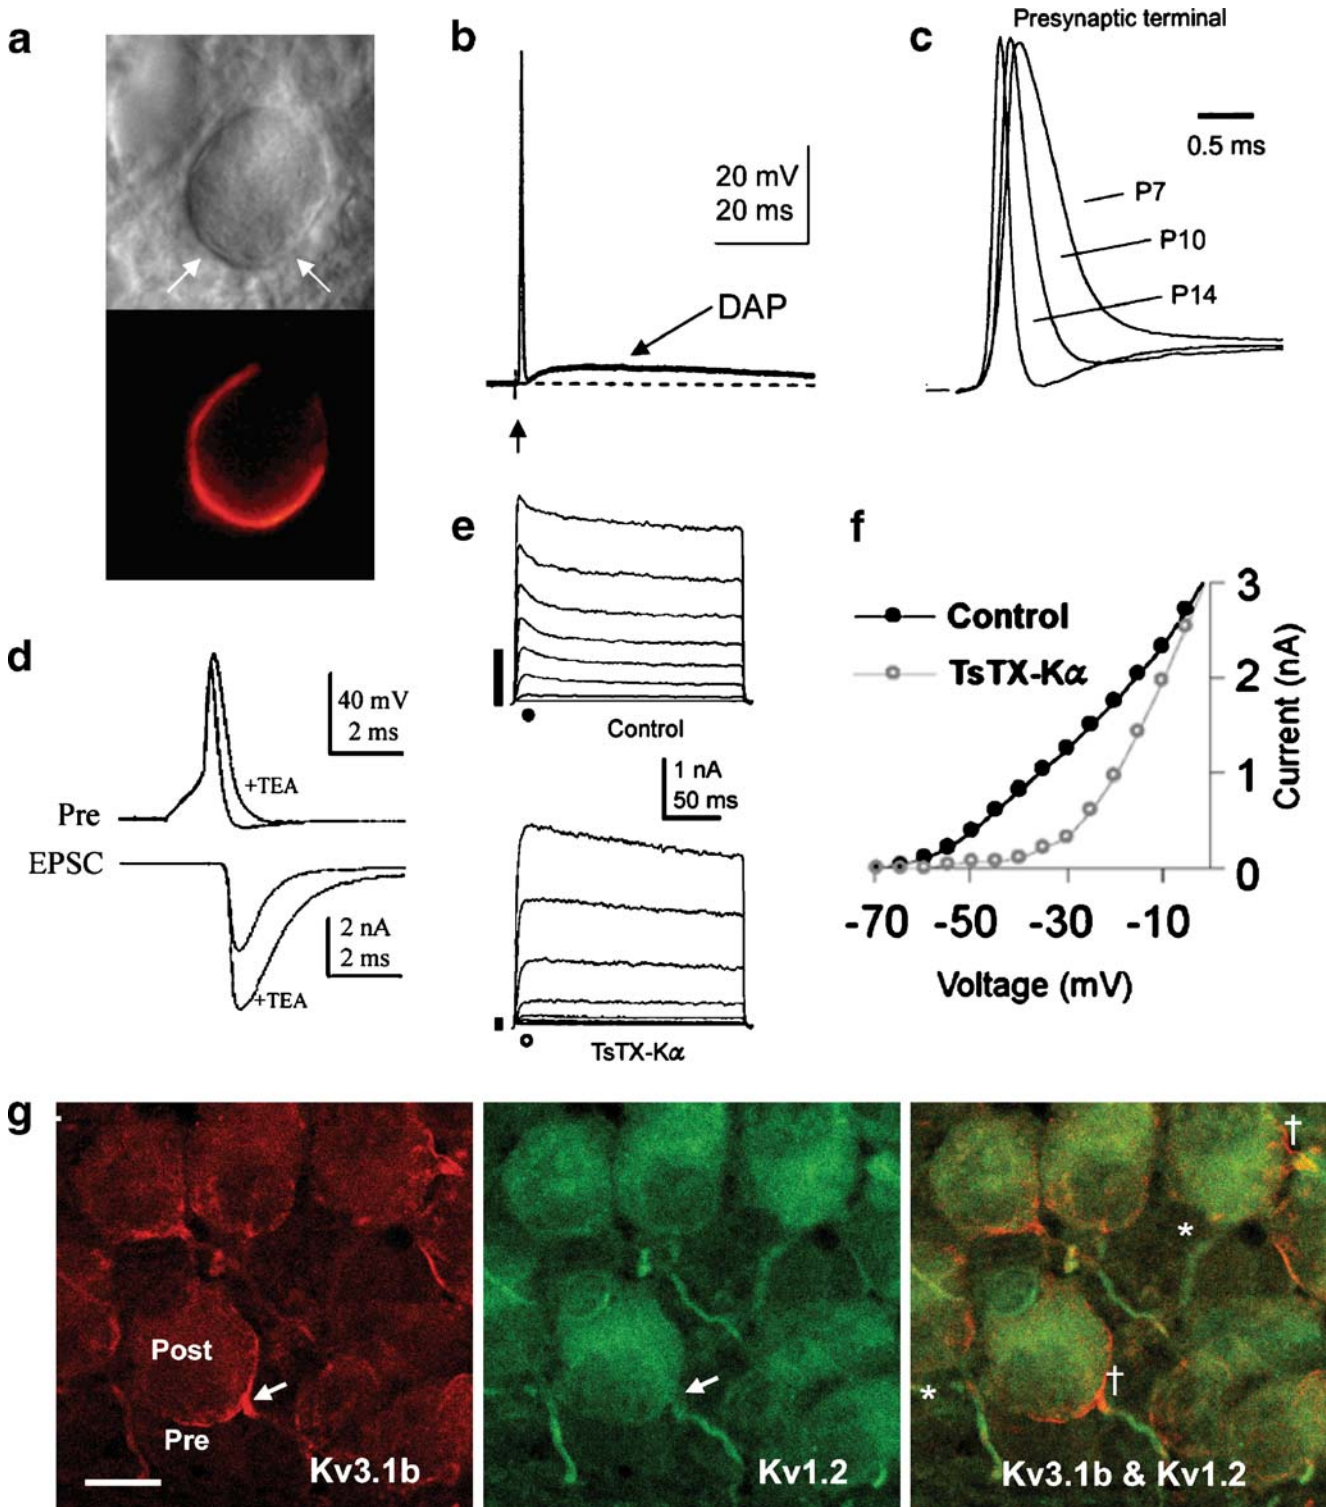 a
b
20 mV
20 ms
DAP
c
Presynaptic terminal
0.5 ms
P7
P10
P14
d
40 mV
2 ms
+TEA
Pre
EPSC
2 nA
2 ms
+TEA
e
Control
1 nA
50 ms
TsTX-Kα
f
Control
TsTX-Kα
3
2
1
0
Current (nA)
-70 -50 -30 -10
Voltage (mV)
g
Post
Pre
Kv3.1b
Kv1.2
†
*
†
*
Kv3.1b & Kv1.2